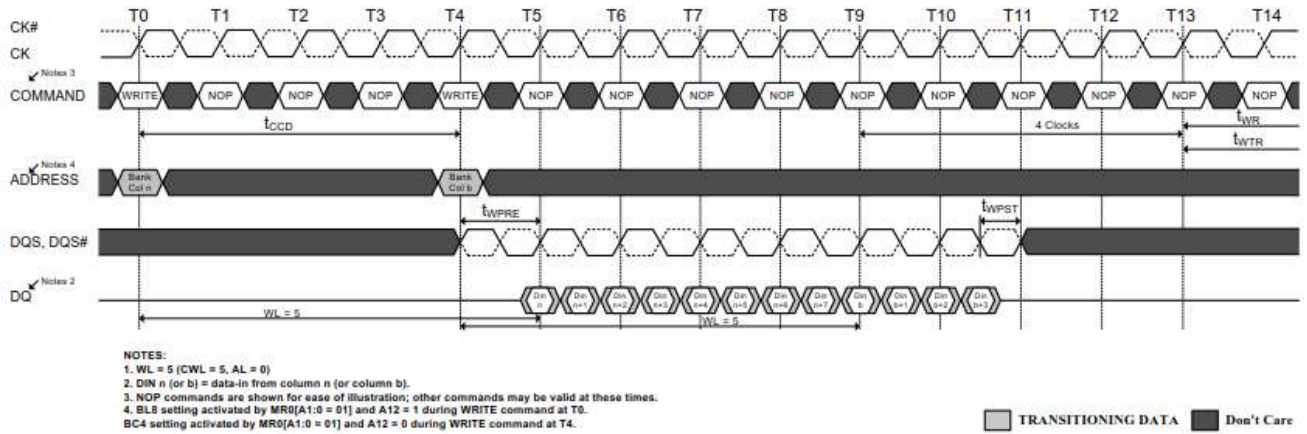 T0 T1 T2 T3 T4 T5 T6 T7 T8 T9 T10 T11 T12 T13 T14
CK#
CK
Notes 3
COMMAND WRITE NOP NOP NOP WRITE NOP NOP NOP NOP NOP NOP NOP NOP NOP NOP
tCCD 4 Clocks tWR
tWTR
Notes 4
ADDRESS Bank Col n Bank Col b
tWPRE tWPST
DQS, DQS#
Notes 2
DQ Din n Din n+1 Din n+2 Din n+3 Din n+4 Din n+5 Din n+6 Din n+7 Din b Din b+1 Din b+2 Din b+3
WL = 5 WL = 5
NOTES:
1. WL = 5 (CWL = 5, AL = 0)
2. DIN n (or b) = data-in from column n (or column b).
3. NOP commands are shown for ease of illustration; other commands may be valid at these times.
4. BL8 setting activated by MR0[A1:0 = 01] and A12 = 1 during WRITE command at T0.
BC4 setting activated by MR0[A1:0 = 01] and A12 = 0 during WRITE command at T4.
TRANSITIONING DATA Don't Care